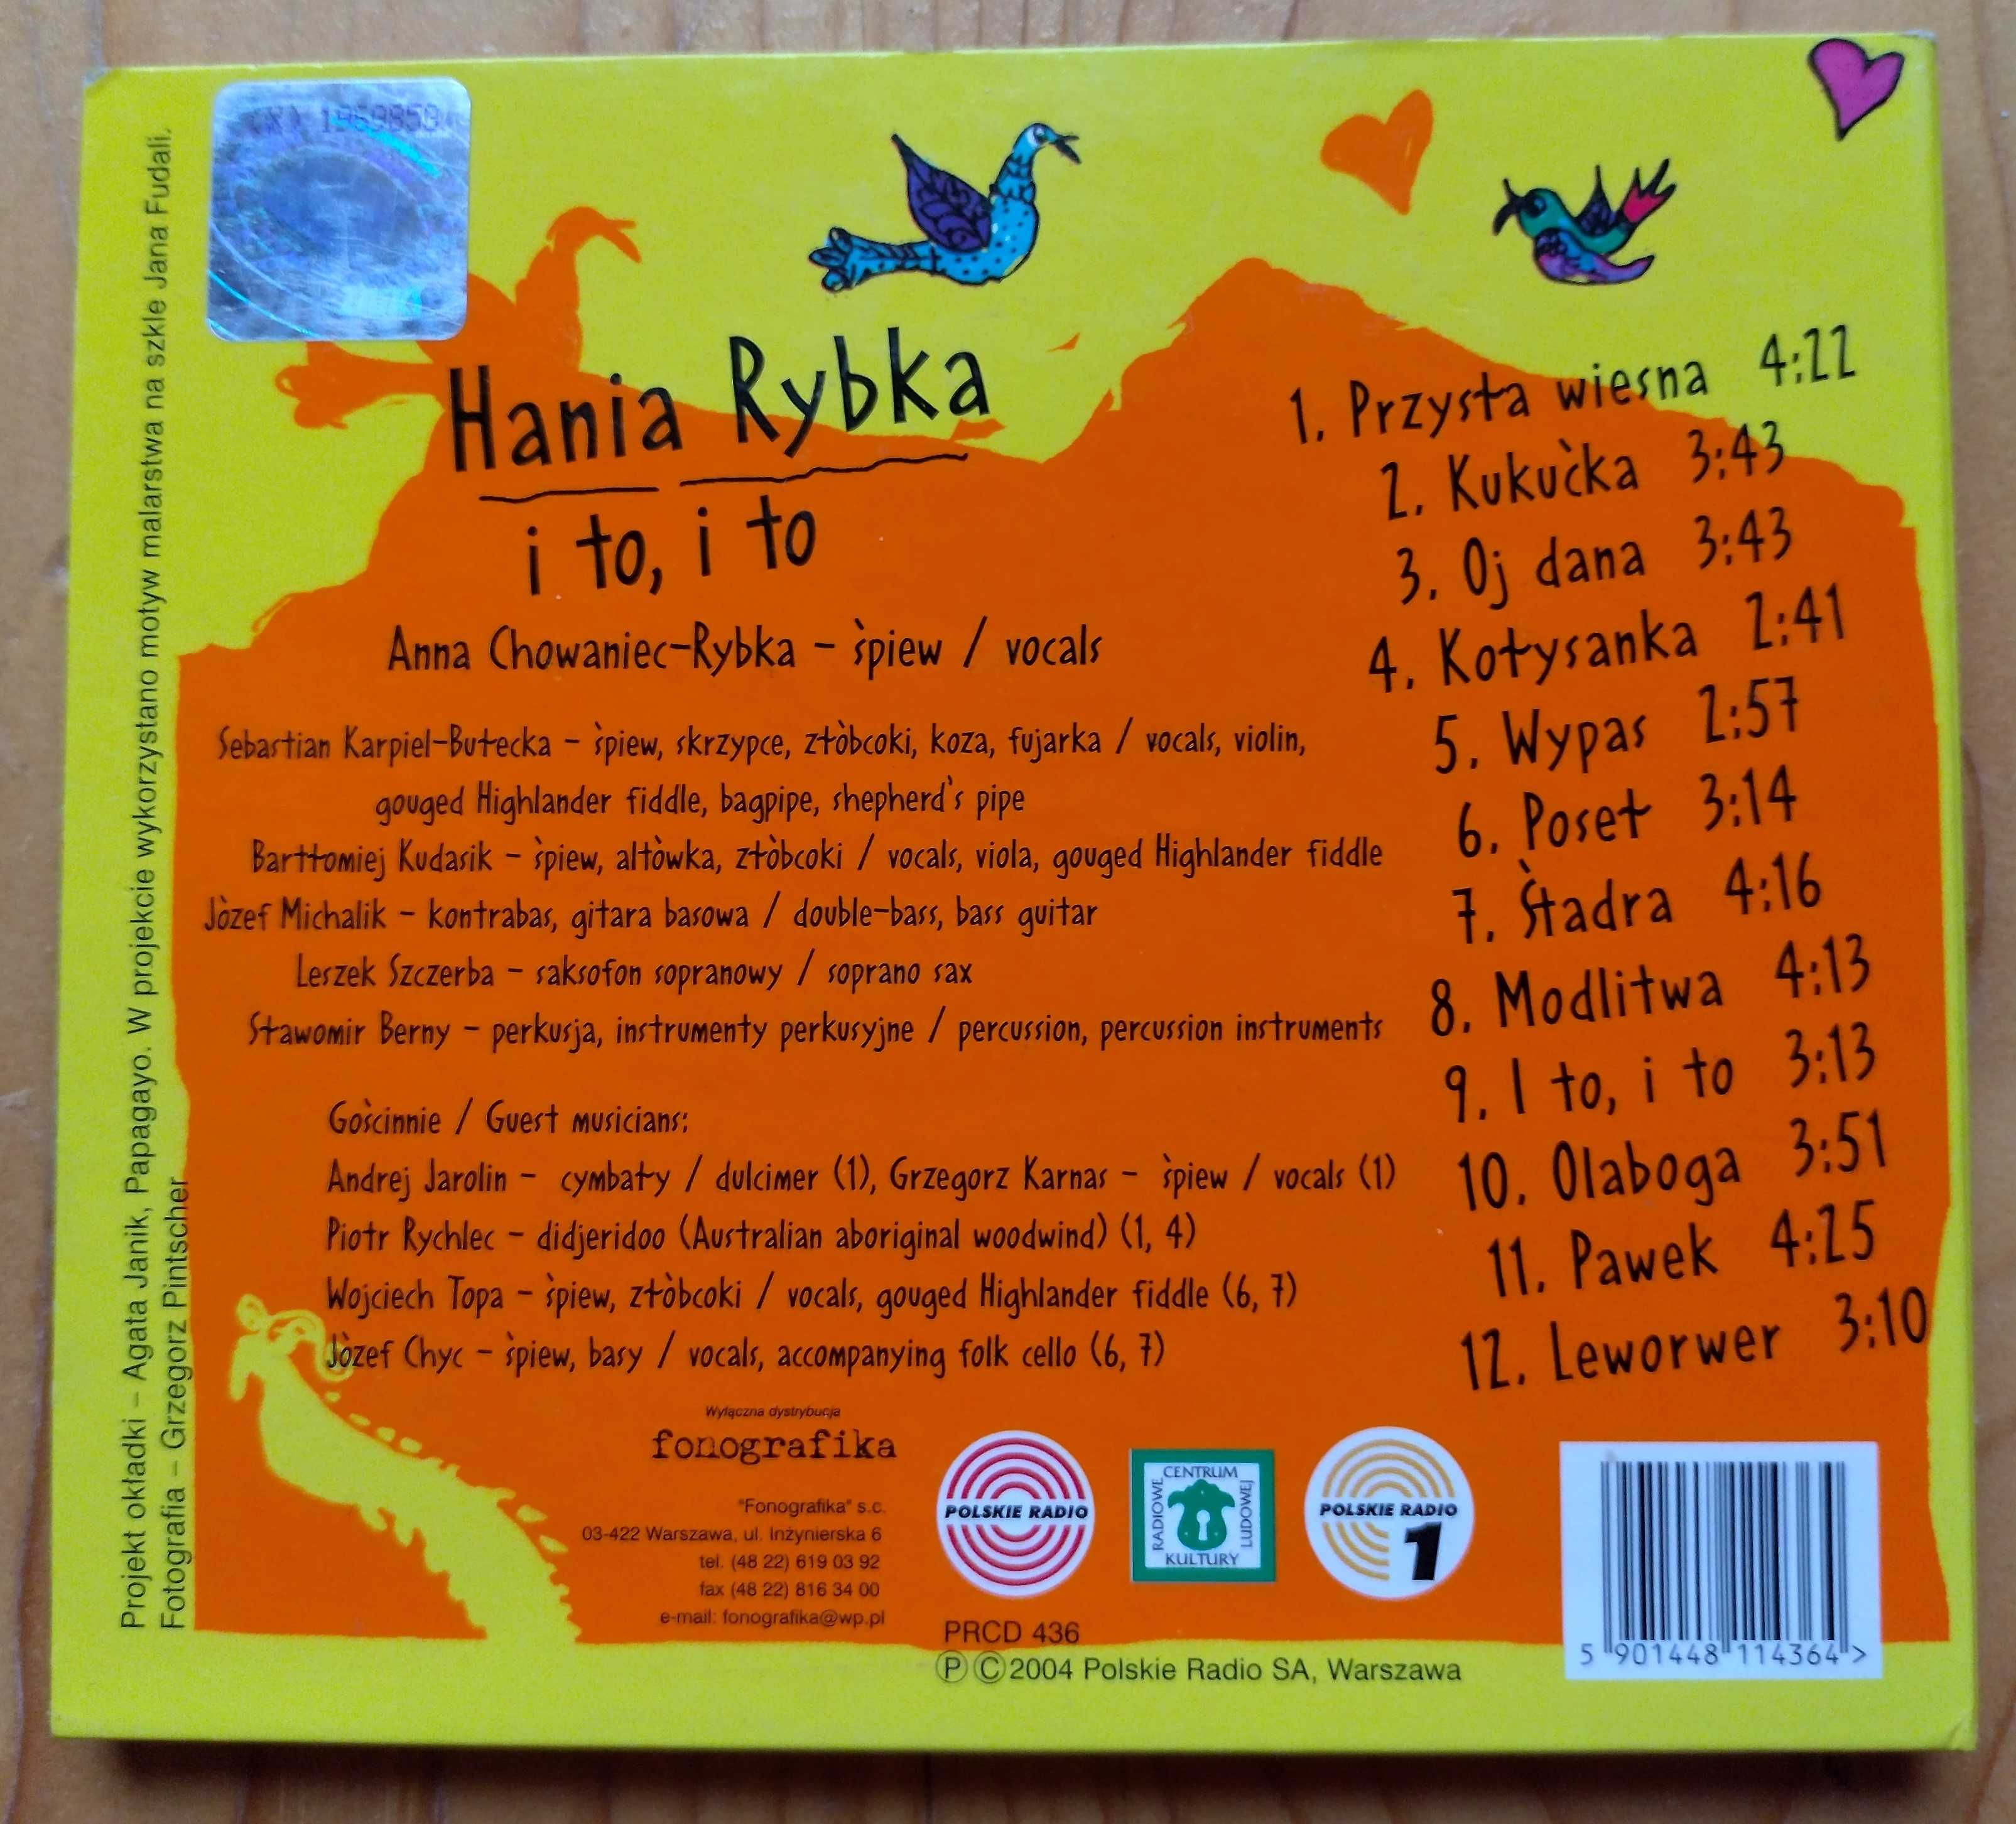 Hania Rybka
i to, i to
Anna Chowaniec-Rybka – śpiew / vocals
Sebastian Karpiel-Bułecka – śpiew, skrzypce, złóbcoki, koza, fujarka / vocals, violin,
gouged Highlander fiddle, bagpipe, shepherd's pipe
Barttomiej Kudasik – śpiew, altówka, złóbcoki / vocals, viola, gouged Highlander fiddle
Józef Michalik – kontrabas, gitara basowa / double-bass, bass guitar
Leszek Szczerba – saksofon sopranowy / soprano sax
Sławomir Berny – perkusja, instrumenty perkusyjne / percussion, percussion instruments
Gościnnie / Guest musicians:
Andrej Jarolin – cymbały / dulcimer (1), Grzegorz Karnas – śpiew / vocals (1)
Piotr Rychlec – didjeridoo (Australian aboriginal woodwind) (1, 4)
Wojciech Topa – śpiew, złóbcoki / vocals, gouged Highlander fiddle (6, 7)
Józef Chyc – śpiew, basy / vocals, accompanying folk cello (6, 7)
1. Przysła wiesna 4:22
2. Kukućka 3:43
3. Oj dana 3:43
4. Kołysanka 2:41
5. Wypas 2:57
6. Poseł 3:14
7. Śtadra 4:16
8. Modlitwa 4:13
9. I to, i to 3:13
10. Olaboga 3:51
11. Pawek 4:25
12. Leworwer 3:10
Wyłączna dystrybucja
fonografika
"Fonografika" s.c.
03-422 Warszawa, ul. Inżynierska 6
tel. (48 22) 619 03 92
fax (48 22) 816 34 00
e-mail: fonografika@wp.pl
POLSKIE RADIO
RADIOWE
CENTRUM
KULTURY
LUDOWEJ
POLSKIE RADIO
1
PRCD 436
Ⓟ Ⓒ 2004 Polskie Radio SA, Warszawa
5 901448 114364 >
Projekt okładki – Agata Janik, Papagayo. W projekcie wykorzystano motyw malarstwa na szkle Jana Fudali.
Fotografia – Grzegorz Pintscher